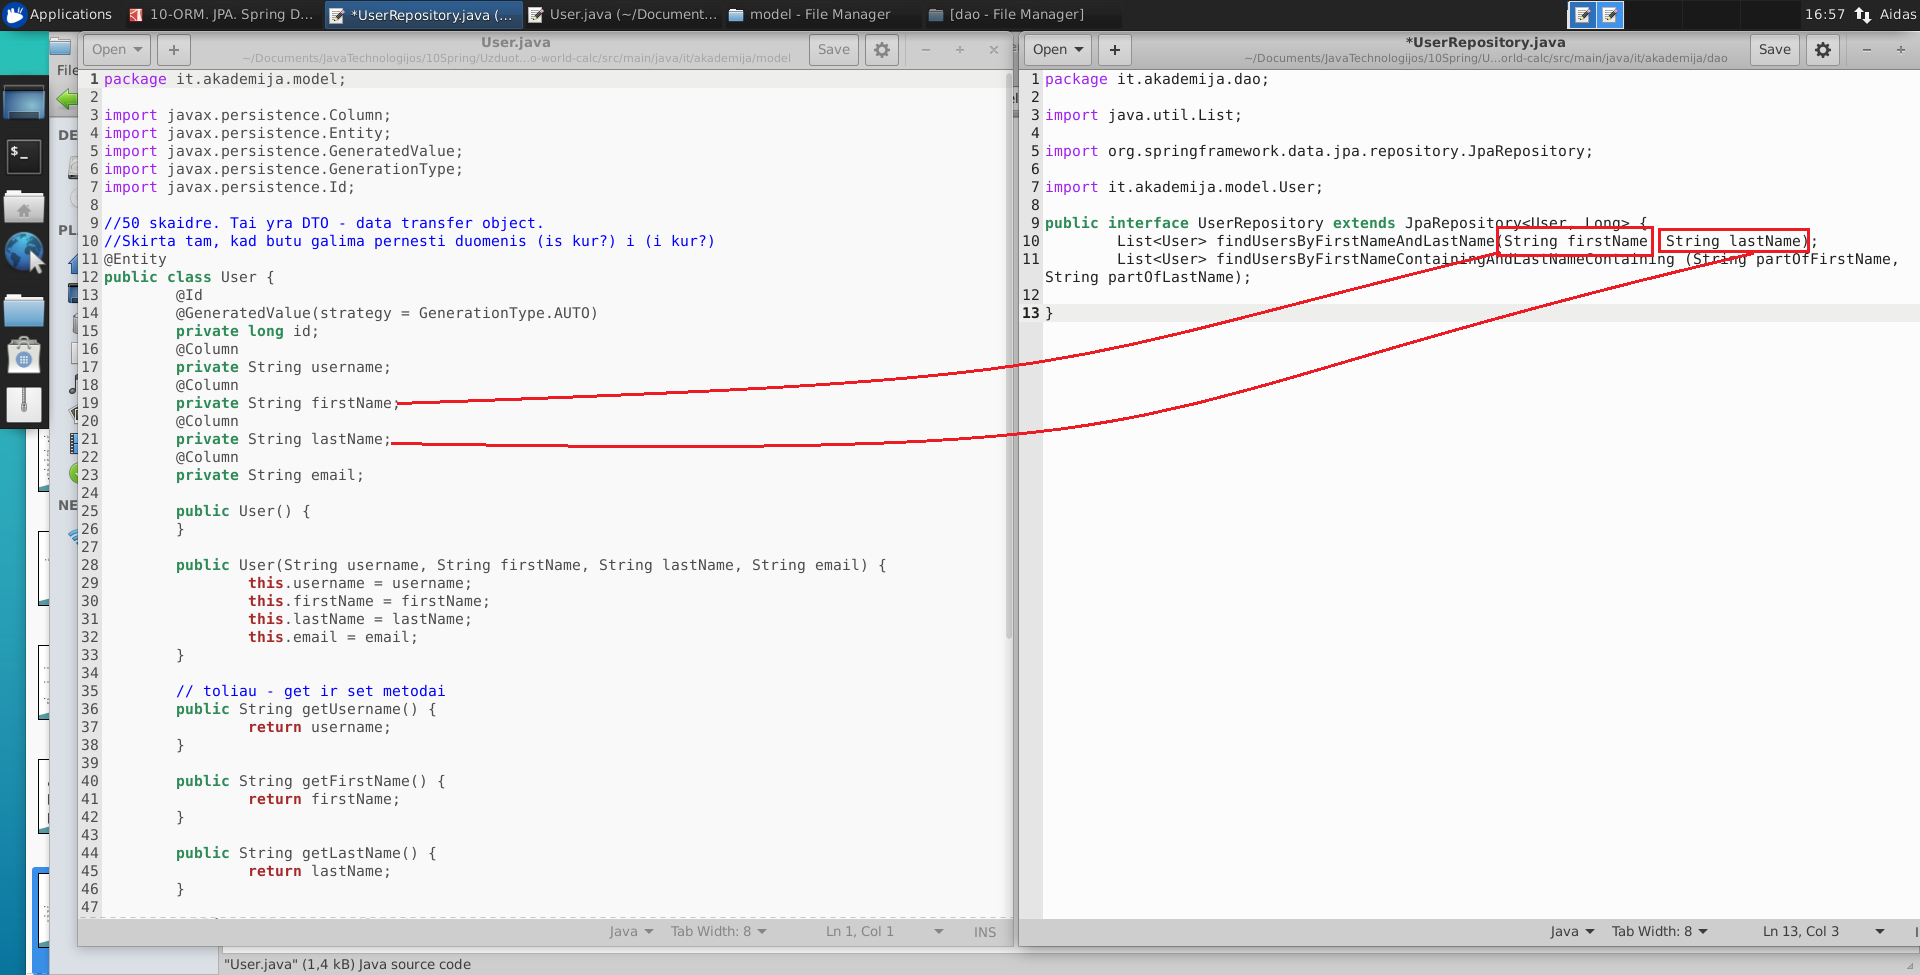 Applications
10-ORM. JPA. Spring D...
*UserRepository.java (...
User.java (~/Document...
model - File Manager
[dao - File Manager]
16:57
Aidas
File
DE
PL
NE
Open
+
User.java
~/Documents/JavaTechnologijos/10Spring/Uzduot...o-world-calc/src/main/java/it/akademija/model
Save
1 package it.akademija.model;
2
3 import javax.persistence.Column;
4 import javax.persistence.Entity;
5 import javax.persistence.GeneratedValue;
6 import javax.persistence.GenerationType;
7 import javax.persistence.Id;
8
9 //50 skaidre. Tai yra DTO - data transfer object.
10 //Skirta tam, kad butu galima pernesti duomenis (is kur?) i (i kur?)
11 @Entity
12 public class User {
13 @Id
14 @GeneratedValue(strategy = GenerationType.AUTO)
15 private long id;
16 @Column
17 private String username;
18 @Column
19 private String firstName;
20 @Column
21 private String lastName;
22 @Column
23 private String email;
24
25 public User() {
26 }
27
28 public User(String username, String firstName, String lastName, String email) {
29 this.username = username;
30 this.firstName = firstName;
31 this.lastName = lastName;
32 this.email = email;
33 }
34
35 // toliau - get ir set metodai
36 public String getUsername() {
37 return username;
38 }
39
40 public String getFirstName() {
41 return firstName;
42 }
43
44 public String getLastName() {
45 return lastName;
46 }
47
Java
Tab Width: 8
Ln 1, Col 1
INS
"User.java" (1,4 kB) Java source code
Open
+
*UserRepository.java
~/Documents/JavaTechnologijos/10Spring/U...orld-calc/src/main/java/it/akademija/dao
Save
1 package it.akademija.dao;
2
3 import java.util.List;
4
5 import org.springframework.data.jpa.repository.JpaRepository;
6
7 import it.akademija.model.User;
8
9 public interface UserRepository extends JpaRepository<User, Long> {
10 List<User> findUsersByFirstNameAndLastName(String firstName String lastName);
11 List<User> findUsersByFirstNameContainingAndLastNameContaining (String partOfFirstName,
String partOfLastName);
12
13 }
Java
Tab Width: 8
Ln 13, Col 3